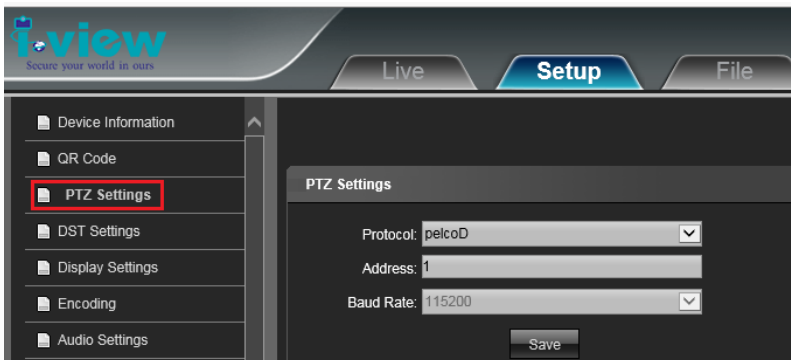 i-view
Secure your world in ours
Live
Setup
File
Device Information
QR Code
PTZ Settings
DST Settings
Display Settings
Encoding
Audio Settings
PTZ Settings
Protocol: pelcoD
Address: 1
Baud Rate: 115200
Save